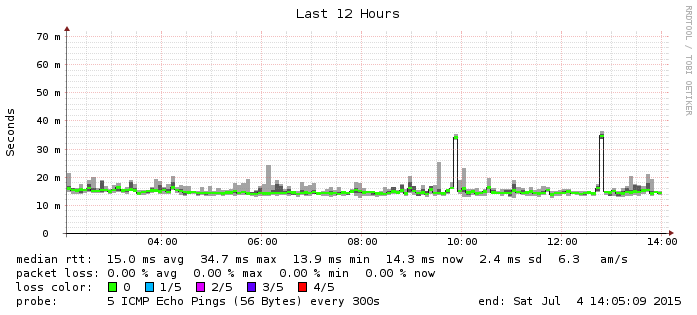 Last 12 Hours
RRDTOOL / TOBI OETIKER
Seconds
70 m
60 m
50 m
40 m
30 m
20 m
10 m
0
04:00 06:00 08:00 10:00 12:00 14:00
median rtt: 15.0 ms avg 34.7 ms max 13.9 ms min 14.3 ms now 2.4 ms sd 6.3 am/s
packet loss: 0.00 % avg 0.00 % max 0.00 % min 0.00 % now
loss color: 0 1/5 2/5 3/5 4/5
probe: 5 ICMP Echo Pings (56 Bytes) every 300s end: Sat Jul 4 14:05:09 2015